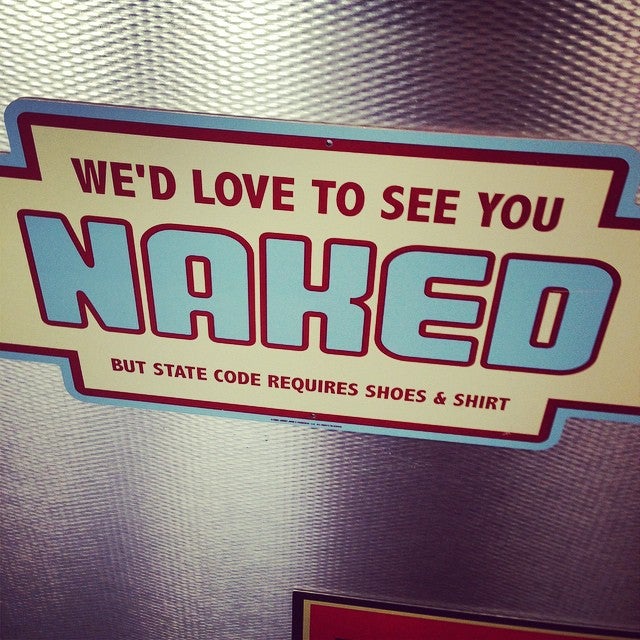 WE'D LOVE TO SEE YOU
NAKED
BUT STATE CODE REQUIRES SHOES & SHIRT